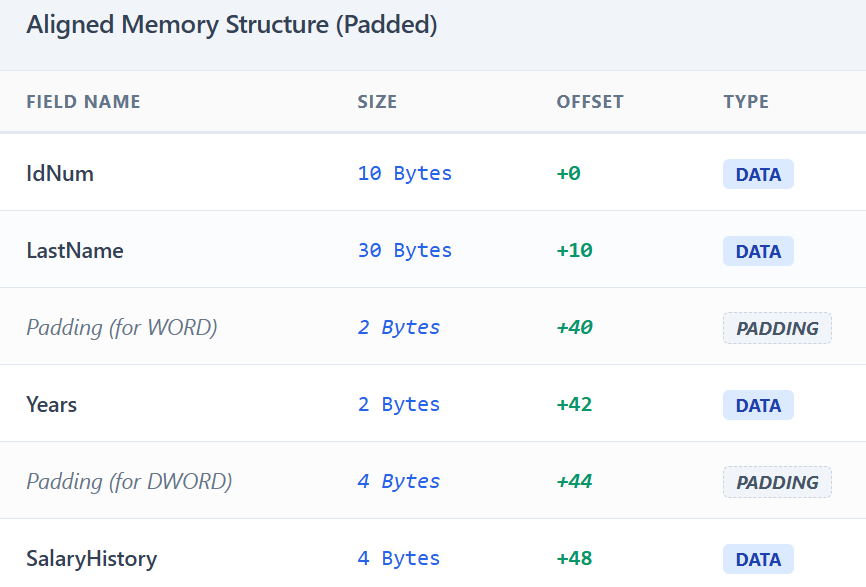 Aligned Memory Structure (Padded)
FIELD NAME SIZE OFFSET TYPE
IdNum 10 Bytes +0 DATA
LastName 30 Bytes +10 DATA
Padding (for WORD) 2 Bytes +40 PADDING
Years 2 Bytes +42 DATA
Padding (for DWORD) 4 Bytes +44 PADDING
SalaryHistory 4 Bytes +48 DATA